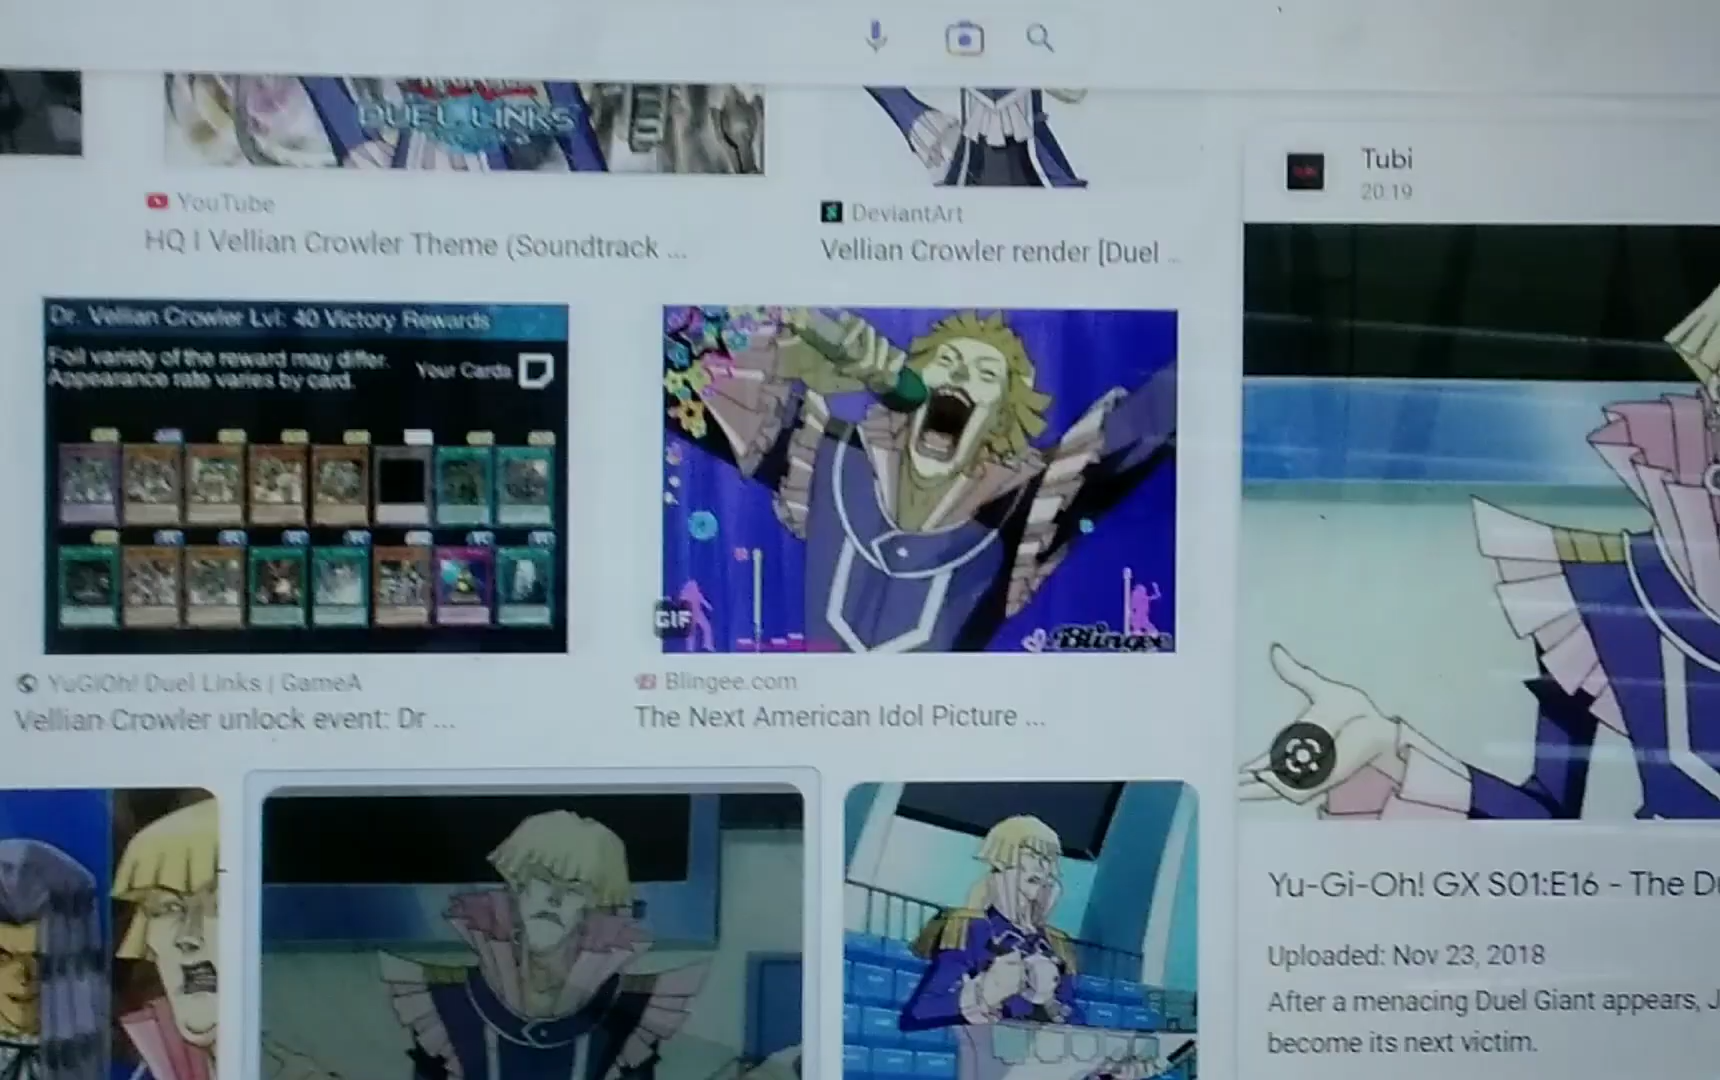 DUEL LINKS
YouTube
HQ | Vellian Crowler Theme (Soundtrack ...
DeviantArt
Vellian Crowler render [Duel ...
Tubi
20:19
Dr. Vellian Crowler Lvl: 40 Victory Rewards
Foil variety of the reward may differ.
Appearance rate varies by card.
Your Cards
GIF
Blingee
YuGiOh! Duel Links | GameA
Vellian Crowler unlock event: Dr ...
Blingee.com
The Next American Idol Picture ...
Yu-Gi-Oh! GX S01:E16 - The Du
Uploaded: Nov 23, 2018
After a menacing Duel Giant appears, J
become its next victim.